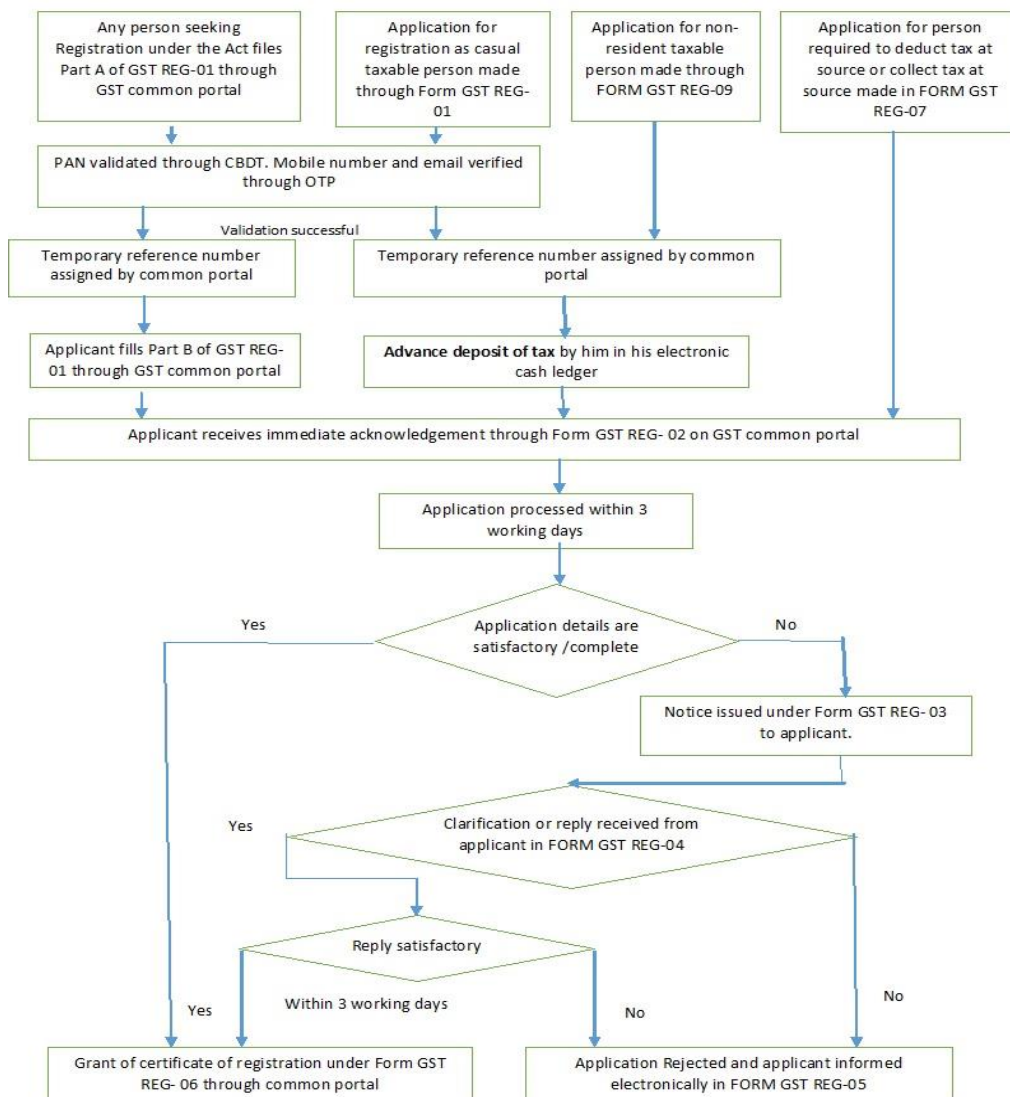 Any person seeking
Registration under the Act files
Part A of GST REG-01 through
GST common portal
Application for
registration as casual
taxable person made
through Form GST REG-
01
Application for non-
resident taxable
person made through
FORM GST REG-09
Application for person
required to deduct tax at
source or collect tax at
source made in FORM GST
REG-07
PAN validated through CBDT. Mobile number and email verified
through OTP
Validation successful
Temporary reference number
assigned by common portal
Temporary reference number assigned by common
portal
Applicant fills Part B of GST REG-
01 through GST common portal
Advance deposit of tax by him in his electronic
cash ledger
Applicant receives immediate acknowledgement through Form GST REG- 02 on GST common portal
Application processed within 3
working days
Yes
Application details are
satisfactory /complete
No
Notice issued under Form GST REG- 03
to applicant.
Yes
Clarification or reply received from
applicant in FORM GST REG-04
Reply satisfactory
Within 3 working days
Yes
No
No
Grant of certificate of registration under Form GST
REG- 06 through common portal
Application Rejected and applicant informed
electronically in FORM GST REG-05